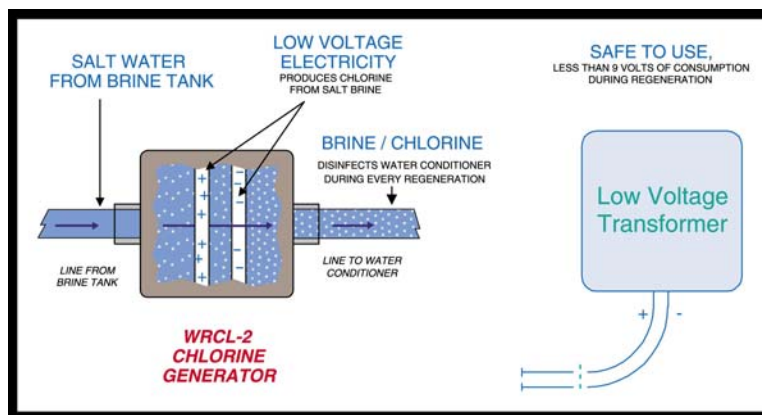 SALT WATER
FROM BRINE TANK
LOW VOLTAGE
ELECTRICITY
PRODUCES CHLORINE
FROM SALT BRINE
SAFE TO USE,
LESS THAN 9 VOLTS OF CONSUMPTION
DURING REGENERATION
BRINE / CHLORINE
DISINFECTS WATER CONDITIONER
DURING EVERY REGENERATION
LINE FROM
BRINE TANK
LINE TO WATER
CONDITIONER
WRCL-2
CHLORINE
GENERATOR
Low Voltage
Transformer
+ -